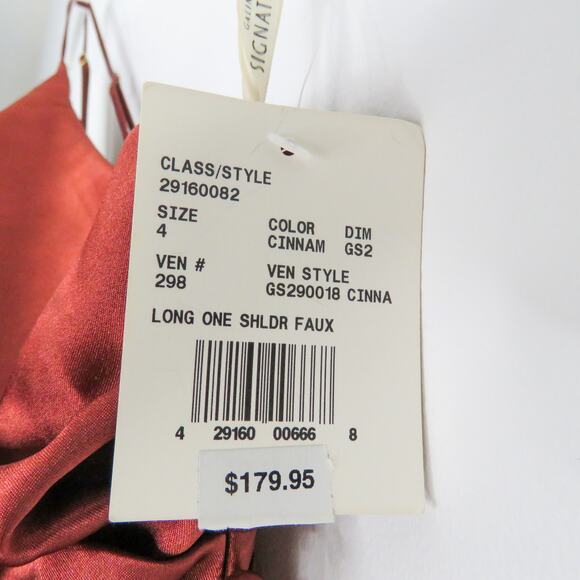 SIGNAT
CLASS/STYLE
29160082
SIZE COLOR DIM
4 CINNAM GS2
VEN # VEN STYLE
298 GS290018 CINNA
LONG ONE SHLDR FAUX
4 29160 00666 8
$179.95